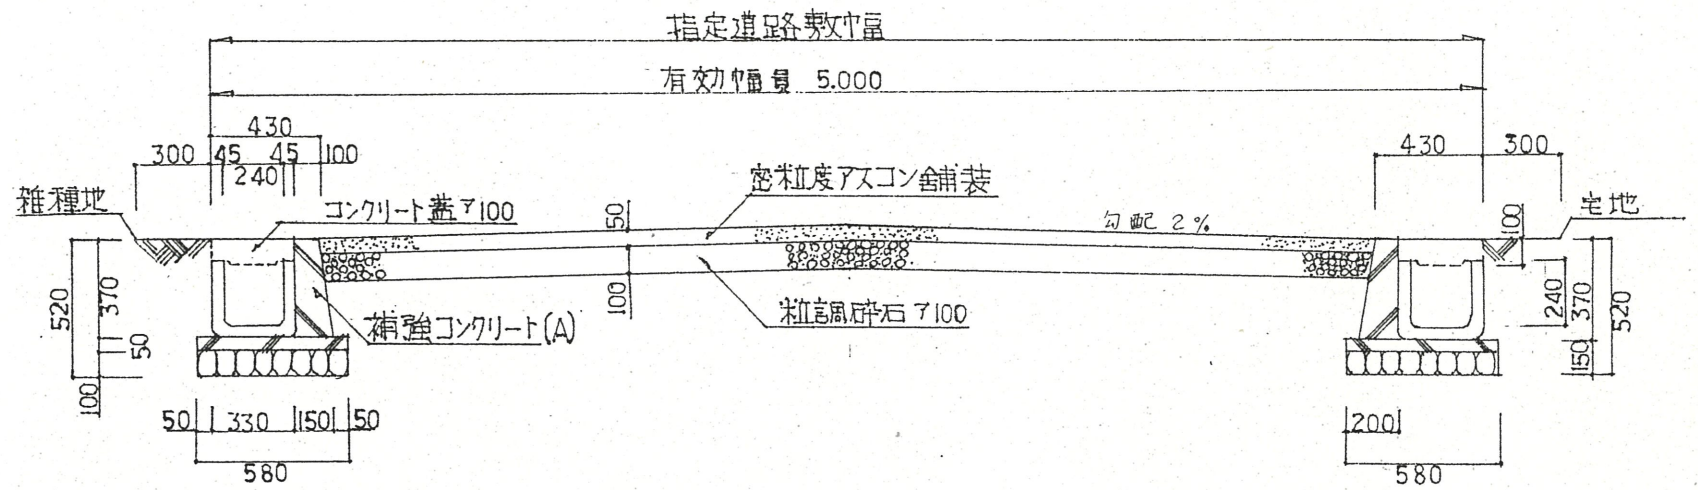 指定道路敷幅
有効幅員 5.000
430
300 45 45 100
240
430 300
雑種地
コンクリート蓋ア100
50
密粒度アスコン舗装
勾配 2%
100
宅地
520
370
50
100
100
補強コンクリート(A)
粒調砕石ア100
240
370
520
150
50 330 150 50
580
200
580